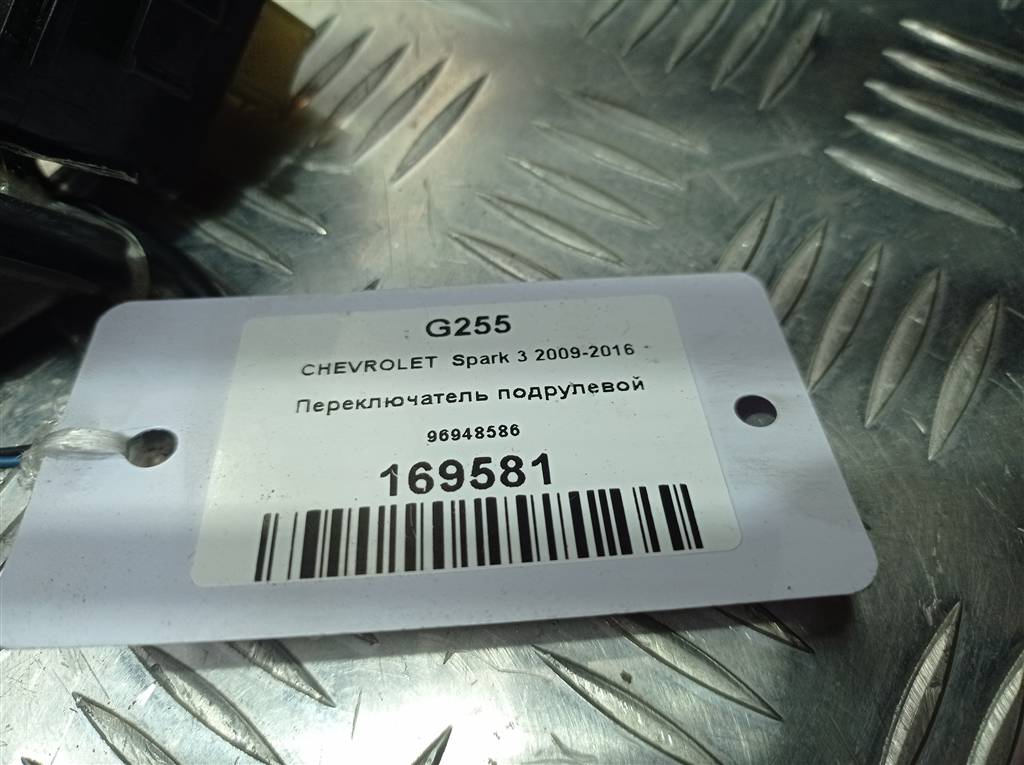 G255
CHEVROLET Spark 3 2009-2016
Переключатель подрулевой
96948586
169581